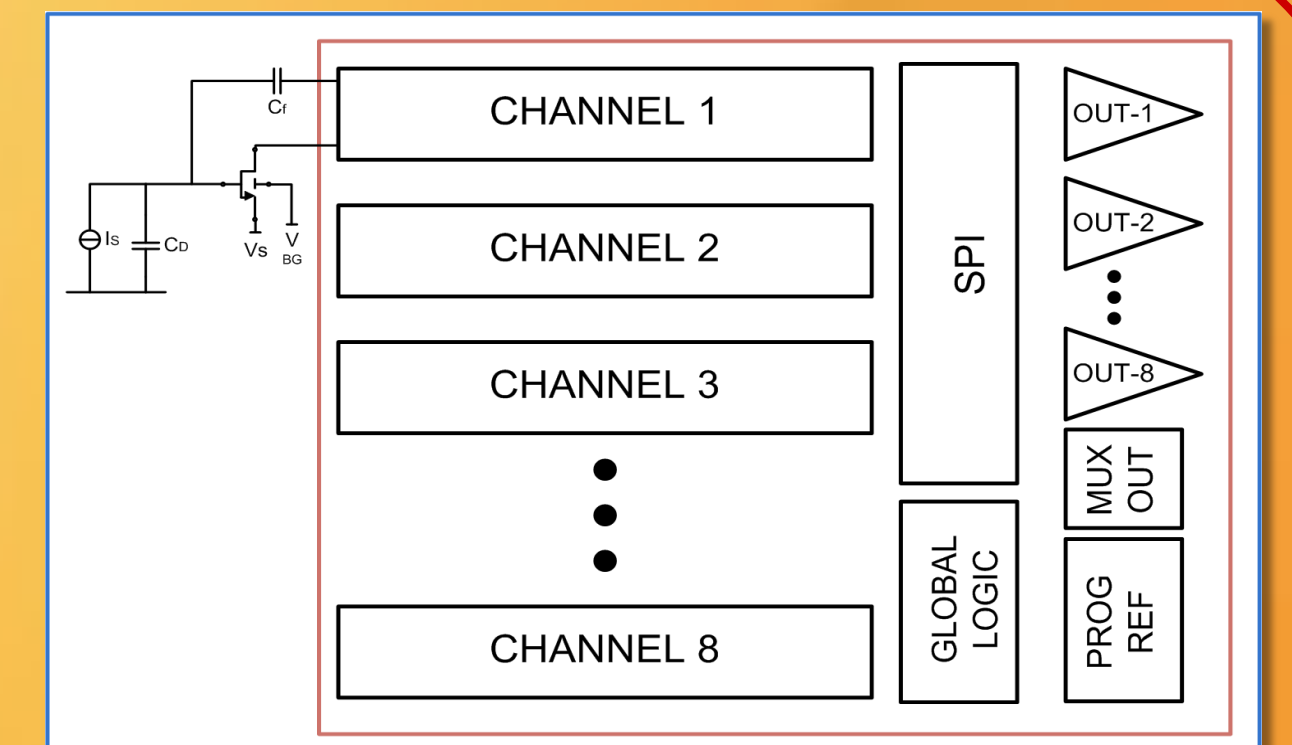 Cf
Is
CD
Vs
V
BG
CHANNEL 1
CHANNEL 2
CHANNEL 3
CHANNEL 8
SPI
GLOBAL
LOGIC
OUT-1
OUT-2
OUT-8
MUX
OUT
PROG
REF